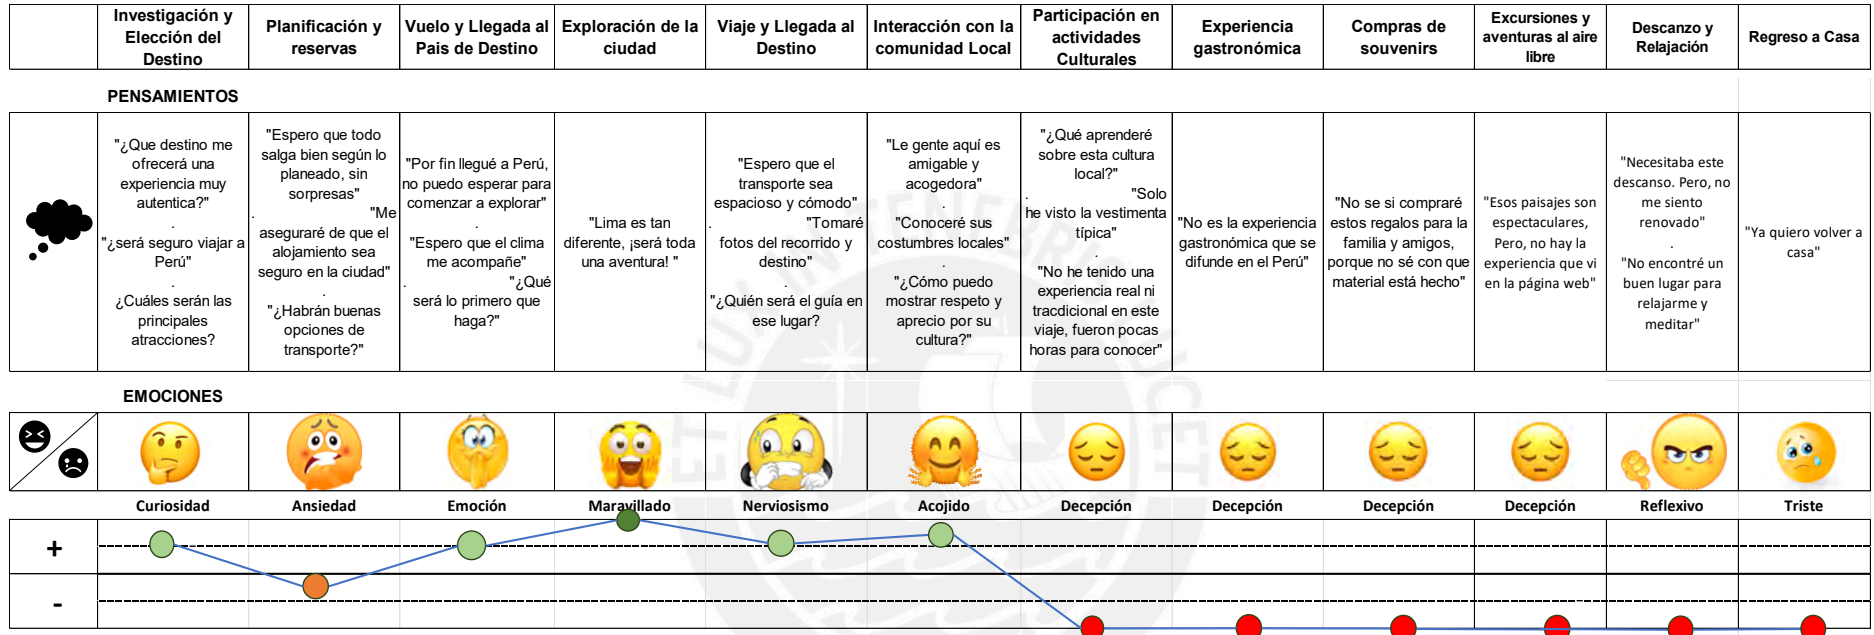 Investigación y
Elección del
Destino
Planificación y
reservas
Vuelo y Llegada al
Pais de Destino
Exploración de la
ciudad
Viaje y Llegada al
Destino
Interacción con la
comunidad Local
Participación en
actividades
Culturales
Experiencia
gastronómica
Compras de
souvenirs
Excursiones y
aventuras al aire
libre
Descanzo y
Relajación
Regreso a Casa
PENSAMIENTOS
"¿Que destino me
ofrecerá una
experiencia muy
autentica?"
.
"¿será seguro viajar a
Perú"
.
¿Cuáles serán las
principales
atracciones?
"Espero que todo
salga bien según lo
planeado, sin
sorpresas"
. "Me
aseguraré de que el
alojamiento sea
seguro en la ciudad"
.
"¿Habrán buenas
opciones de
transporte?"
"Por fin llegué a Perú,
no puedo esperar para
comenzar a explorar"
.
"Espero que el clima
me acompañe"
. "¿Qué
será lo primero que
haga?"
"Lima es tan
diferente, ¡será toda
una aventura! "
"Espero que el
transporte sea
espacioso y cómodo"
. "Tomaré
fotos del recorrido y
destino"
.
"¿Quién será el guía en
ese lugar?
"Le gente aquí es
amigable y
acogedora"
.
"Conoceré sus
costumbres locales"
.
"¿Cómo puedo
mostrar respeto y
aprecio por su
cultura?"
"¿Qué aprenderé
sobre esta cultura
local?"
. "Solo
he visto la vestimenta
típica"
.
"No he tenido una
experiencia real ni
tracdicional en este
viaje, fueron pocas
horas para conocer"
"No es la experiencia
gastronómica que se
difunde en el Perú"
"No se si compraré
estos regalos para la
familia y amigos,
porque no sé con que
material está hecho"
"Esos paisajes son
espectaculares,
Pero, no hay la
experiencia que vi
en la página web"
"Necesitaba este
descanso. Pero, no
me siento
renovado"
.
"No encontré un
buen lugar para
relajarme y
meditar"
"Ya quiero volver a
casa"
EMOCIONES
Curiosidad
Ansiedad
Emoción
Maravillado
Nerviosismo
Acojido
Decepción
Decepción
Decepción
Decepción
Reflexivo
Triste
+
-
ET LUX IN TENEBRIS LUCET